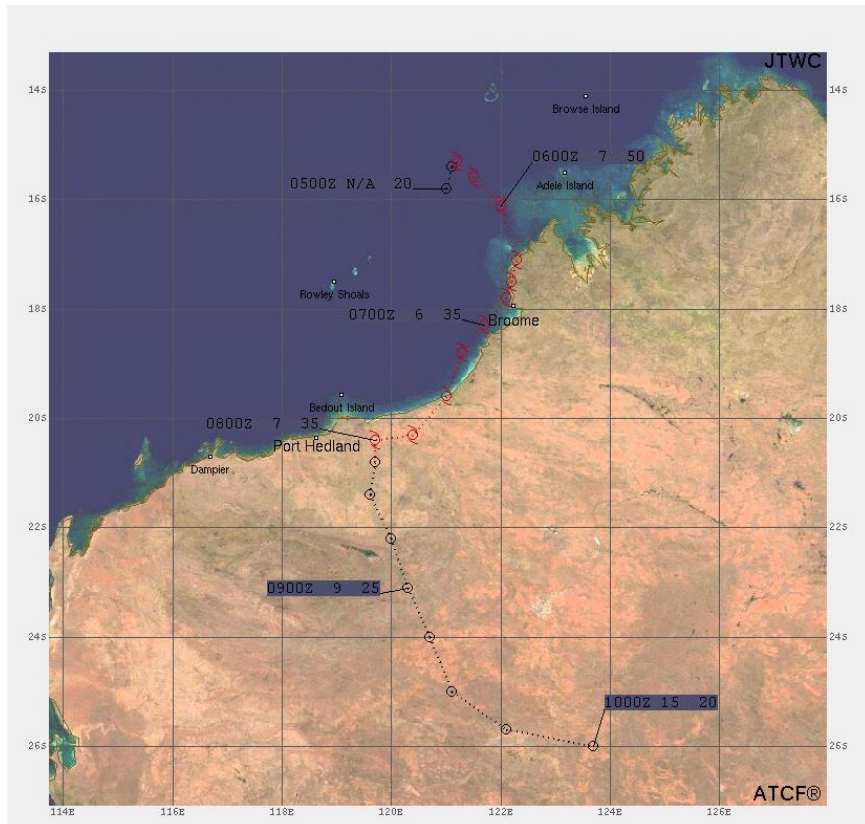 JTWC
14S
14S
Browse Island
0600Z 7 50
0500Z N/A 20
Adele Island
16S
16S
Rowley Shoals
18S
18S
0700Z 6 35
Broome
Bedout Island
20S
20S
0800Z 7 35
Port Hedland
Dampier
22S
22S
0900Z 9 25
24S
24S
1000Z 15 20
26S
26S
ATCF®
114E
116E
118E
120E
122E
124E
126E